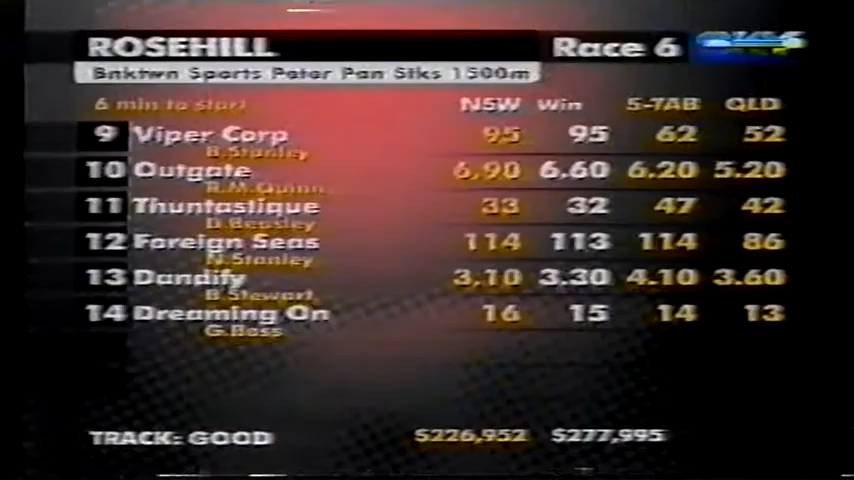 ROSEHILL Race 6
Bnktwn Sports Peter Pan Stks 1500m
6 min to start NSW Win S-TAB QLD
9 Viper Corp 95 95 62 52
B.Stanley
10 Outgate 6.90 6.60 6.20 5.20
R.M.Quinn
11 Thuntastique 33 32 47 42
D.Beasley
12 Foreign Seas 114 113 114 86
N.Stanley
13 Dandify 3.10 3.30 4.10 3.60
B.Stewart
14 Dreaming On 16 15 14 13
G.Boss
TRACK: GOOD $226,952 $277,995